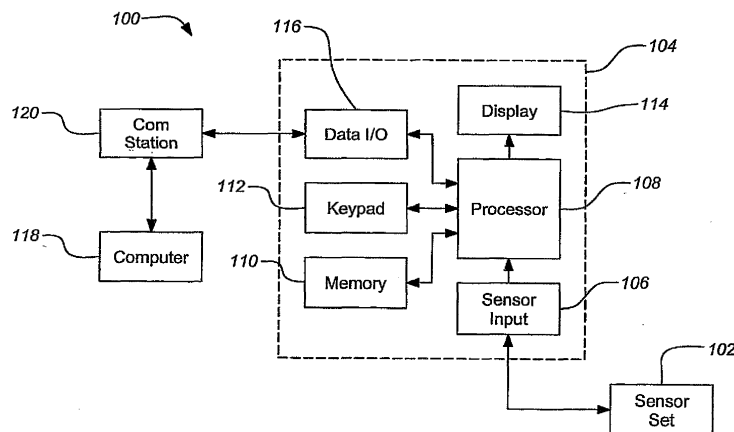 100
116
104
120
Com
Station
Data I/O
Display
114
112
Keypad
Processor
108
118
Computer
110
Memory
Sensor
Input
106
102
Sensor
Set